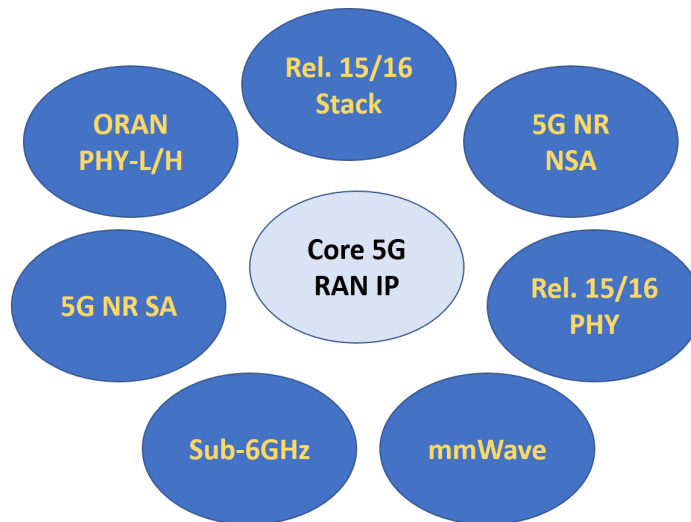 Rel. 15/16
Stack
ORAN
PHY-L/H
5G NR
NSA
Core 5G
RAN IP
5G NR SA
Rel. 15/16
PHY
Sub-6GHz
mmWave